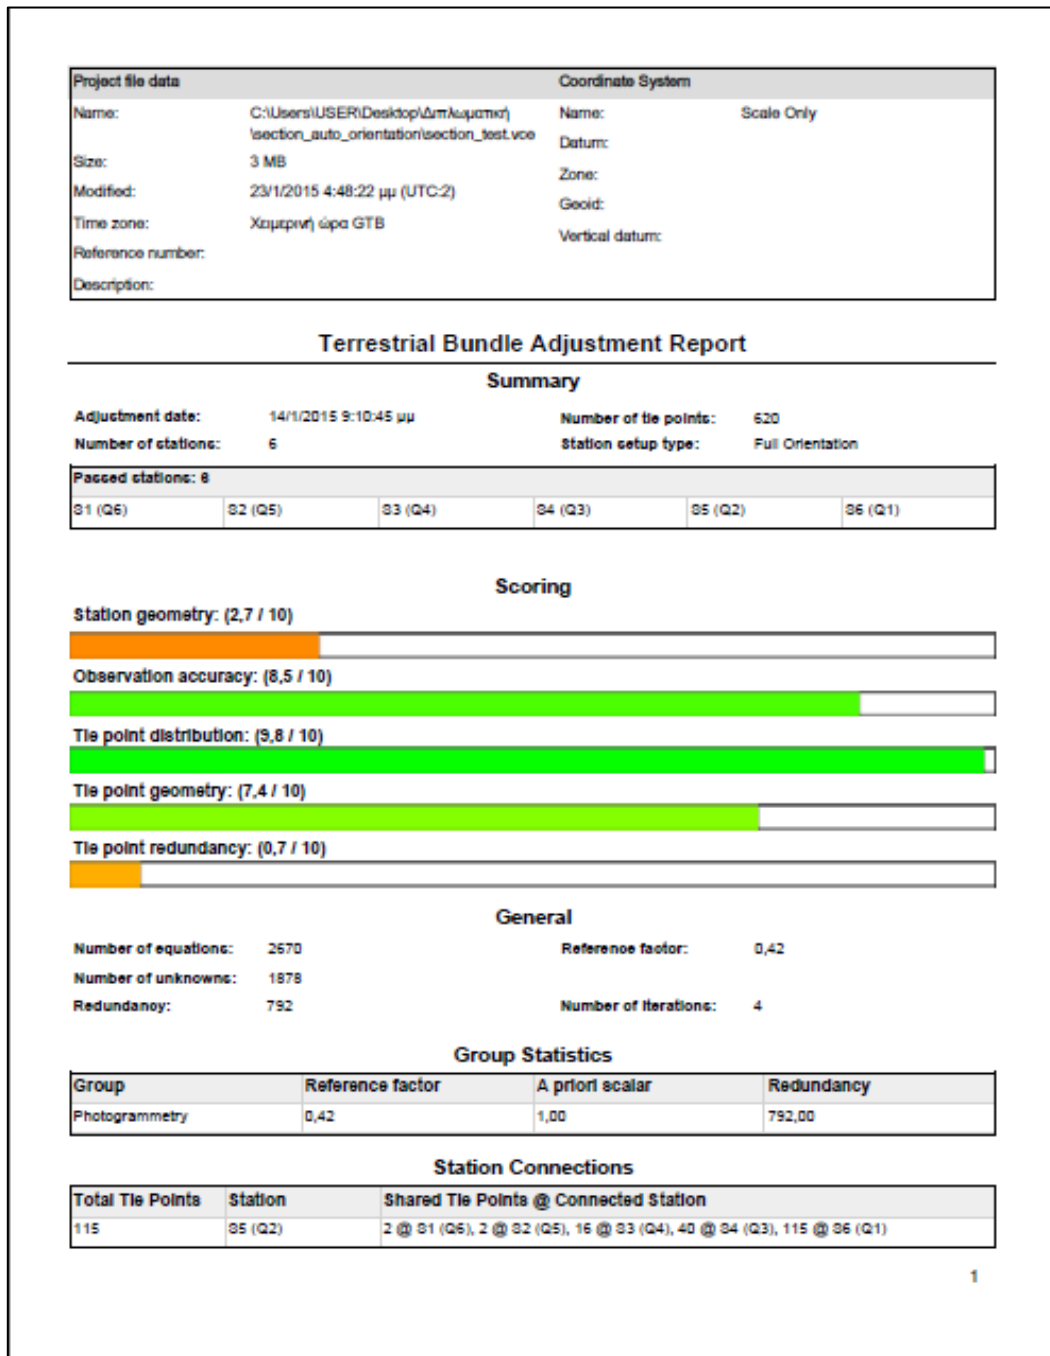 Project file data
Coordinate System
Name: C:\Users\USER\Desktop\Διπλωματική
\section_auto_orientation\section_test.vce
Name: Scale Only
Datum:
Size: 3 MB
Zone:
Modified: 23/1/2015 4:48:22 μμ (UTC:2)
Geoid:
Time zone: Χειμερινή ώρα GTB
Vertical datum:
Reference number:
Description:
Terrestrial Bundle Adjustment Report
Summary
Adjustment date: 14/1/2015 9:10:45 μμ Number of tie points: 620
Number of stations: 6 Station setup type: Full Orientation
Passed stations: 6
S1 (Q6) S2 (Q5) S3 (Q4) S4 (Q3) S5 (Q2) S6 (Q1)
Scoring
Station geometry: (2,7 / 10)
Observation accuracy: (8,5 / 10)
Tie point distribution: (9,8 / 10)
Tie point geometry: (7,4 / 10)
Tie point redundancy: (0,7 / 10)
General
Number of equations: 2670 Reference factor: 0,42
Number of unknowns: 1878
Redundancy: 792 Number of iterations: 4
Group Statistics
Group Reference factor A priori scalar Redundancy
Photogrammetry 0,42 1,00 792,00
Station Connections
Total Tie Points Station Shared Tie Points @ Connected Station
115 S5 (Q2) 2 @ S1 (Q6), 2 @ S2 (Q5), 16 @ S3 (Q4), 40 @ S4 (Q3), 115 @ S6 (Q1)
1